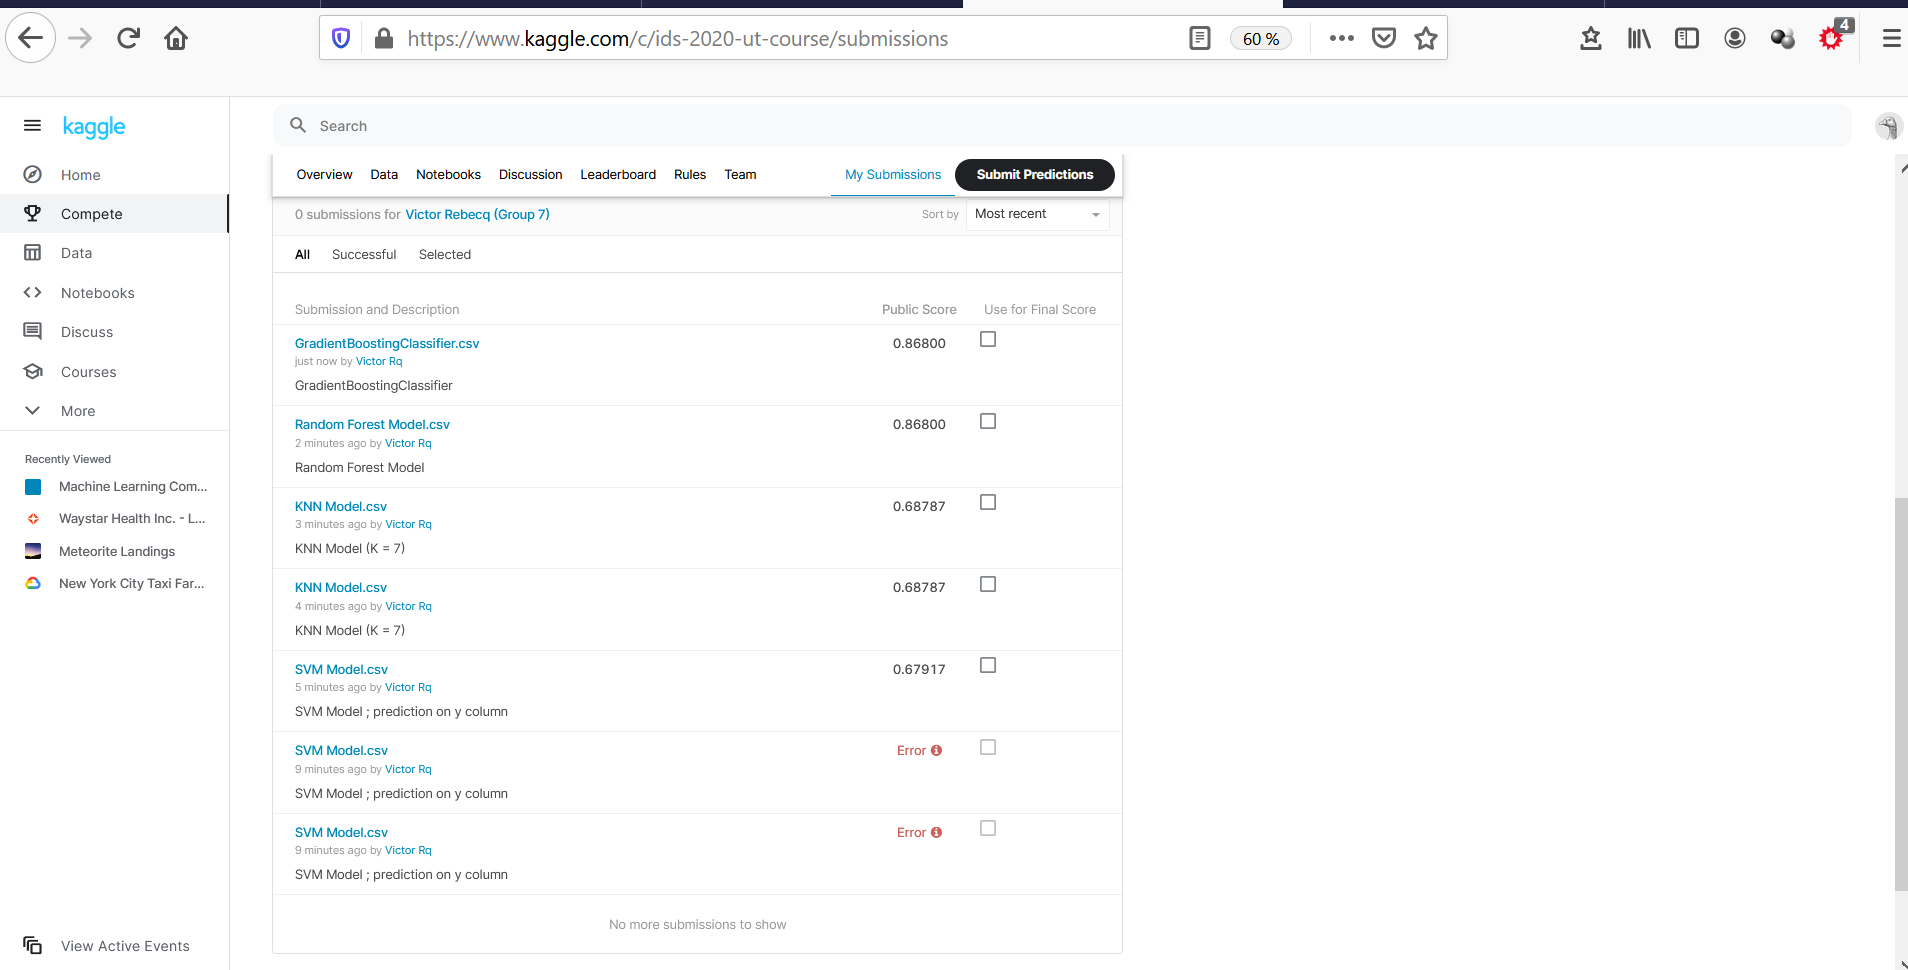 https://www.kaggle.com/c/ids-2020-ut-course/submissions
60 %
4
kaggle
Search
Home
Compete
Data
Notebooks
Discuss
Courses
More
Recently Viewed
Machine Learning Com...
Waystar Health Inc. - L...
Meteorite Landings
New York City Taxi Far...
View Active Events
Overview Data Notebooks Discussion Leaderboard Rules Team My Submissions Submit Predictions
0 submissions for Victor Rebecq (Group 7) Sort by Most recent
All Successful Selected
Submission and Description Public Score Use for Final Score
GradientBoostingClassifier.csv 0.86800
just now by Victor Rq
GradientBoostingClassifier
Random Forest Model.csv 0.86800
2 minutes ago by Victor Rq
Random Forest Model
KNN Model.csv 0.68787
3 minutes ago by Victor Rq
KNN Model (K = 7)
KNN Model.csv 0.68787
4 minutes ago by Victor Rq
KNN Model (K = 7)
SVM Model.csv 0.67917
5 minutes ago by Victor Rq
SVM Model ; prediction on y column
SVM Model.csv Error
9 minutes ago by Victor Rq
SVM Model ; prediction on y column
SVM Model.csv Error
9 minutes ago by Victor Rq
SVM Model ; prediction on y column
No more submissions to show